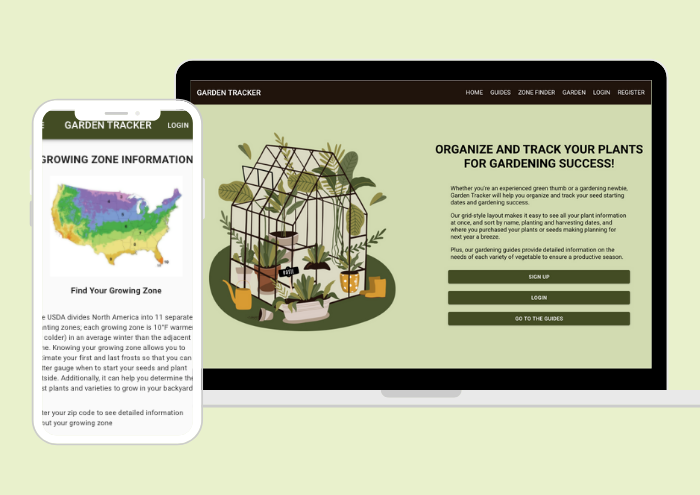 GARDEN TRACKER
HOME GUIDES ZONE FINDER GARDEN LOGIN REGISTER
ORGANIZE AND TRACK YOUR PLANTS
FOR GARDENING SUCCESS!
Whether you're an experienced green thumb or a gardening newbie,
Garden Tracker will help you organize and track your seed starting
dates and gardening success.
Our grid-style layout makes it easy to see all your plant information
at once, and sort by name, planting and harvesting dates, and
where you purchased your plants or seeds making planning for
next year a breeze.
Plus, our gardening guides provide detailed information on the
needs of each variety of vegetable to ensure a productive season.
SIGN UP
LOGIN
GO TO THE GUIDES
GARDEN TRACKER LOGIN
GROWING ZONE INFORMATION
Find Your Growing Zone
e USDA divides North America into 11 separate
nting zones; each growing zone is 10°F warme
colder) in an average winter than the adjacent
ne. Knowing your growing zone allows you to
timate your first and last frosts so that you can
tter gauge when to start your seeds and plant
tside. Additionally, it can help you determine the
st plants and varieties to grow in your backyard
ter your zip code to see detailed information
out your growing zone